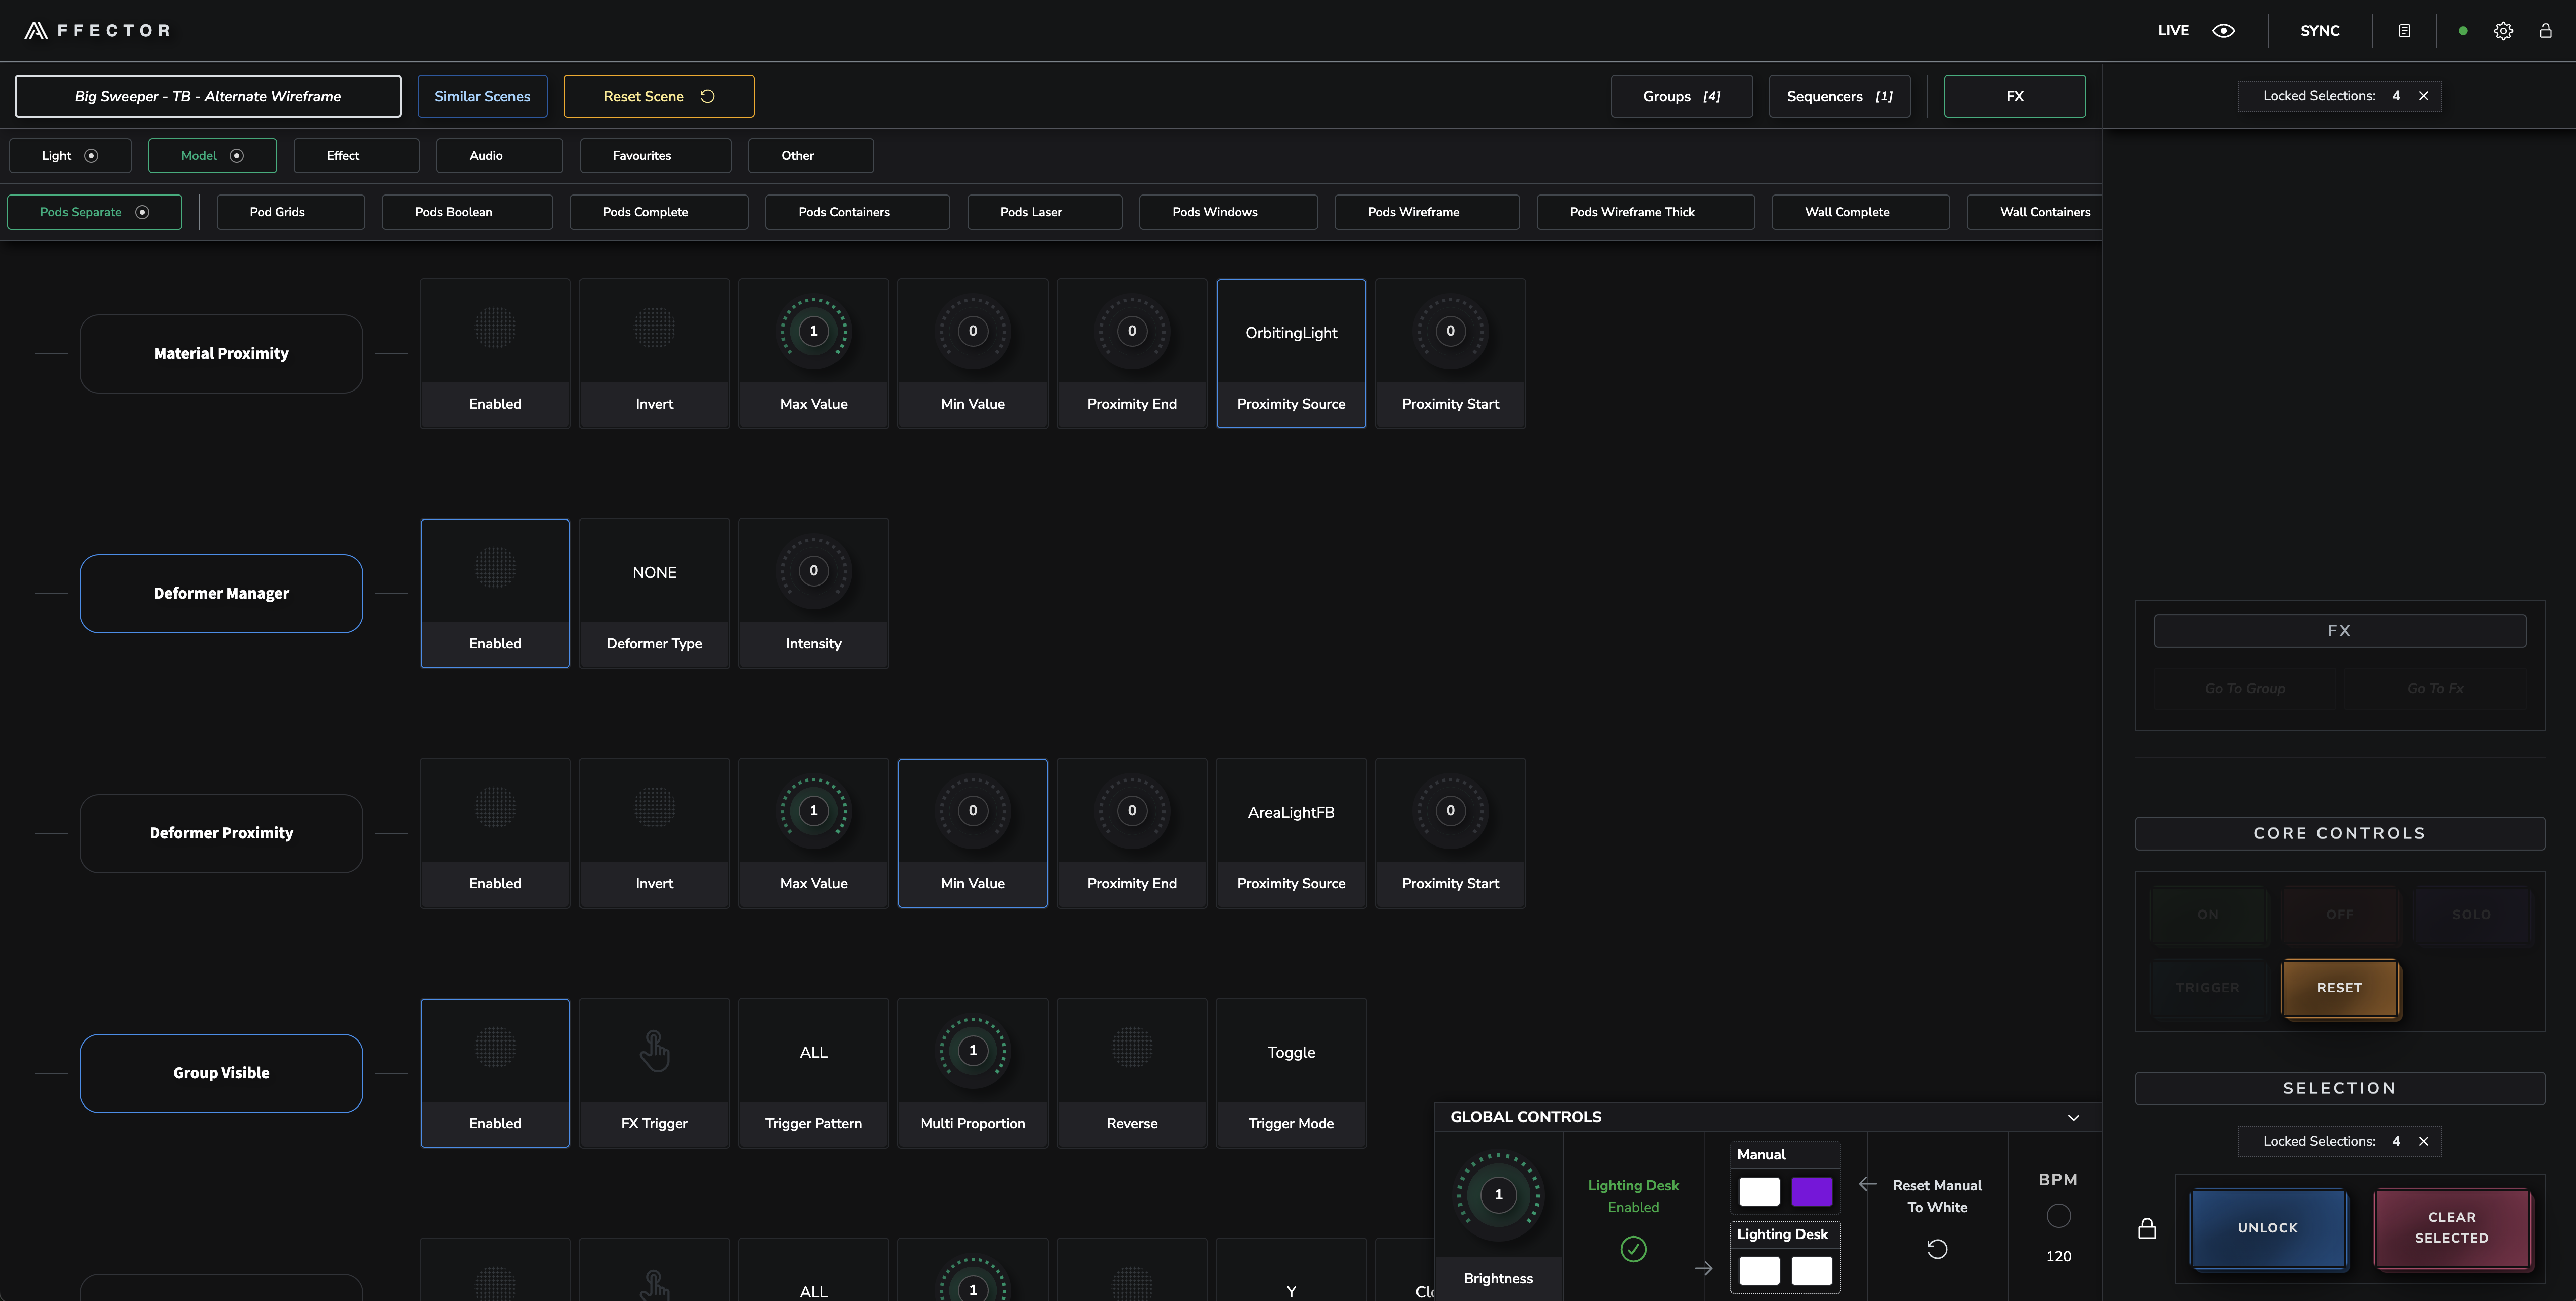 FFECTOR
LIVE
SYNC
Big Sweeper - TB - Alternate Wireframe
Similar Scenes
Reset Scene
Groups [4]
Sequencers [1]
FX
Locked Selections: 4
Light
Model
Effect
Audio
Favourites
Other
Pods Separate
Pod Grids
Pods Boolean
Pods Complete
Pods Containers
Pods Laser
Pods Windows
Pods Wireframe
Pods Wireframe Thick
Wall Complete
Wall Containers
Material Proximity
Enabled
Invert
1
Max Value
0
Min Value
0
Proximity End
OrbitingLight
Proximity Source
0
Proximity Start
Deformer Manager
Enabled
NONE
Deformer Type
0
Intensity
Deformer Proximity
Enabled
Invert
1
Max Value
0
Min Value
0
Proximity End
AreaLightFB
Proximity Source
0
Proximity Start
Group Visible
Enabled
FX Trigger
ALL
Trigger Pattern
1
Multi Proportion
Reverse
Toggle
Trigger Mode
ALL
1
Y
Clo
GLOBAL CONTROLS
1
Brightness
Lighting Desk
Enabled
Manual
Lighting Desk
Reset Manual
To White
BPM
120
FX
Go To Group
Go To Fx
CORE CONTROLS
ON
OFF
SOLO
TRIGGER
RESET
SELECTION
Locked Selections: 4
UNLOCK
CLEAR
SELECTED